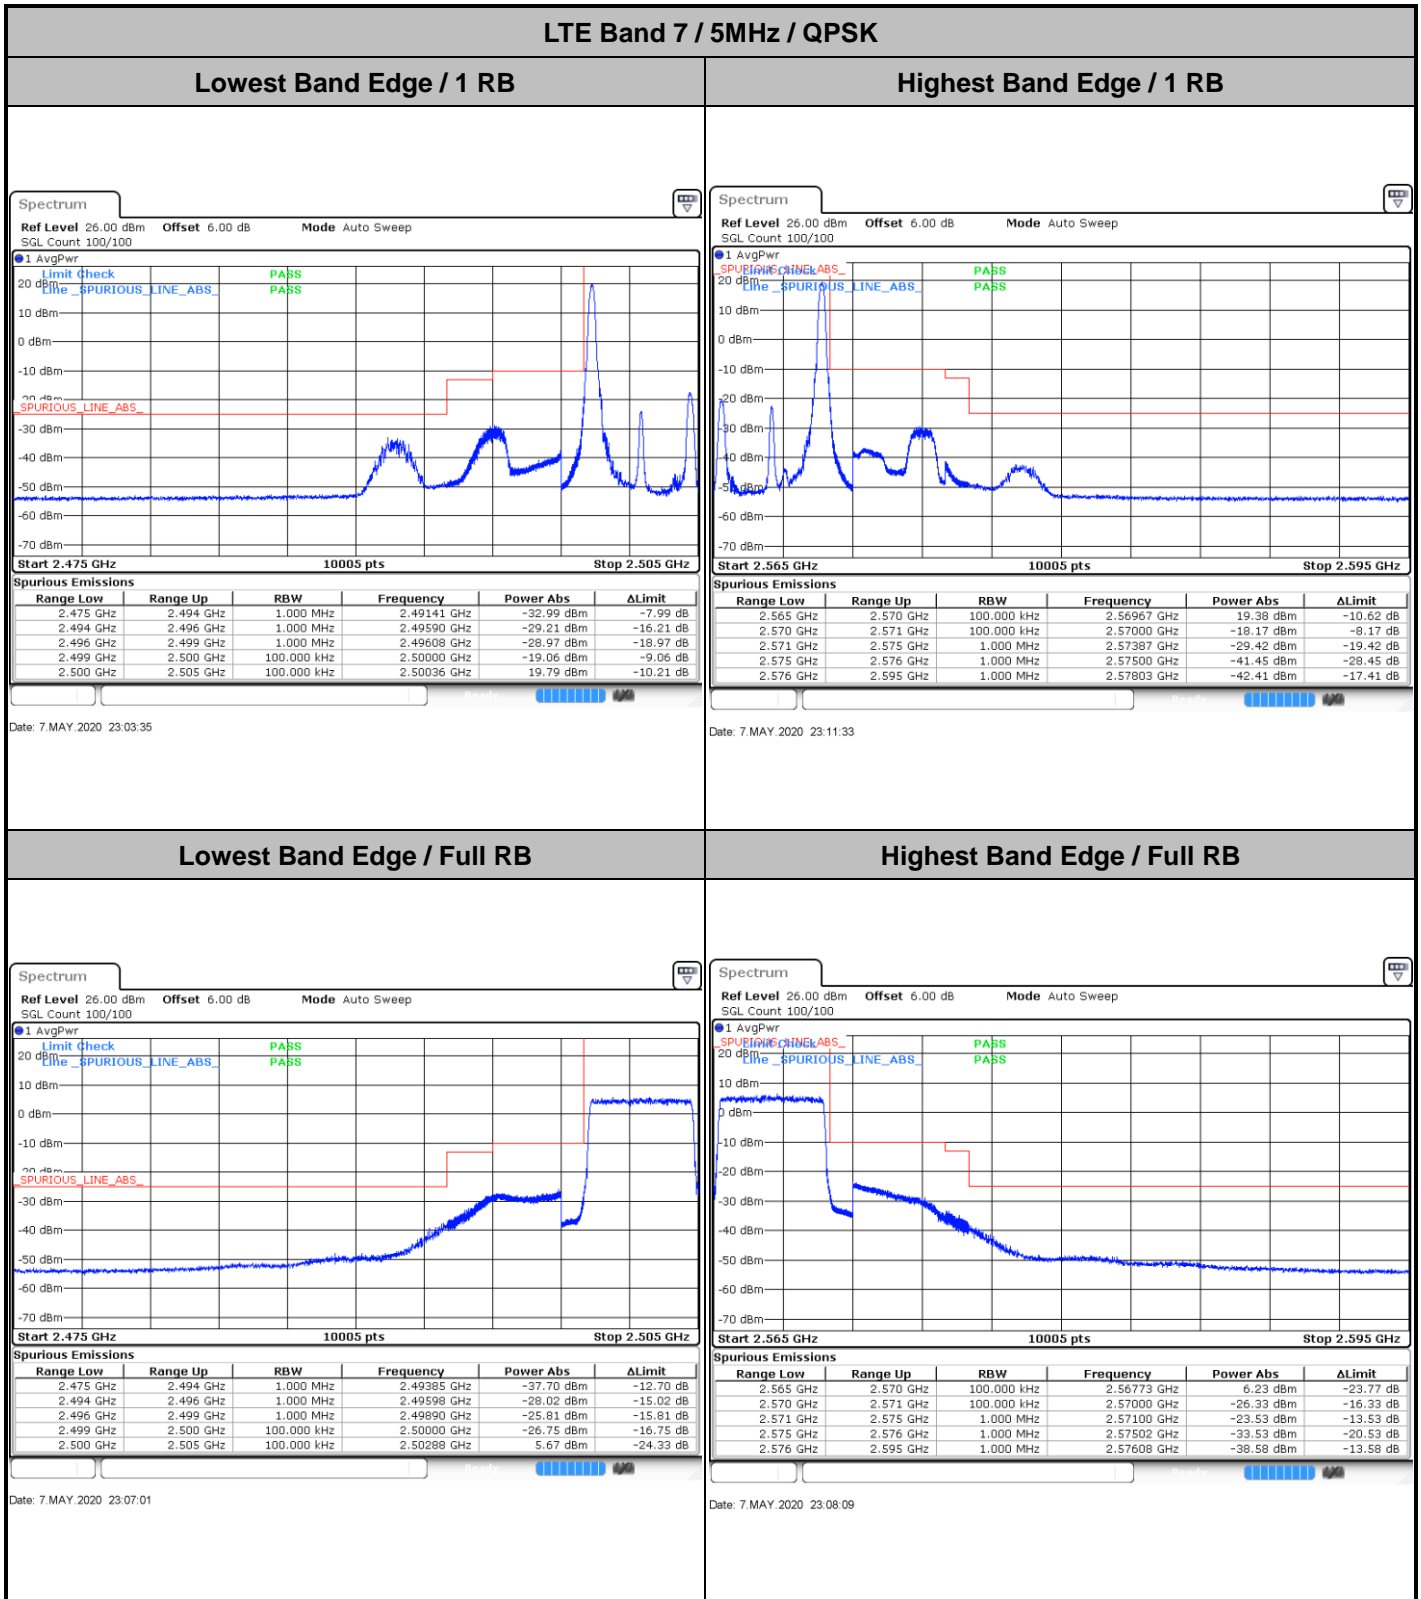 LTE Band 7 / 5MHz / QPSK
Lowest Band Edge / 1 RB
Highest Band Edge / 1 RB
Spectrum
Ref Level 26.00 dBm Offset 6.00 dB Mode Auto Sweep
SGL Count 100/100
1 AvgPwr
Limit Check PASS
20 dBm
Line _SPURIOUS_LINE_ABS_ PASS
10 dBm
0 dBm
-10 dBm
-20 dBm
_SPURIOUS_LINE_ABS_
-30 dBm
-40 dBm
-50 dBm
-60 dBm
-70 dBm
Start 2.475 GHz 10005 pts Stop 2.505 GHz
Spurious Emissions
Range Low Range Up RBW Frequency Power Abs ΔLimit
2.475 GHz 2.494 GHz 1.000 MHz 2.49141 GHz -32.99 dBm -7.99 dB
2.494 GHz 2.496 GHz 1.000 MHz 2.49590 GHz -29.21 dBm -16.21 dB
2.496 GHz 2.499 GHz 1.000 MHz 2.49608 GHz -28.97 dBm -18.97 dB
2.499 GHz 2.500 GHz 100.000 kHz 2.50000 GHz -19.06 dBm -9.06 dB
2.500 GHz 2.505 GHz 100.000 kHz 2.50036 GHz 19.79 dBm -10.21 dB
Ready
Date: 7.MAY.2020 23:03:35
Spectrum
Ref Level 26.00 dBm Offset 6.00 dB Mode Auto Sweep
SGL Count 100/100
1 AvgPwr
_SPURIOUS_LINE_ABS_
Limit Check PASS
20 dBm
Line _SPURIOUS_LINE_ABS_ PASS
10 dBm
0 dBm
-10 dBm
-20 dBm
-30 dBm
-40 dBm
-50 dBm
-60 dBm
-70 dBm
Start 2.565 GHz 10005 pts Stop 2.595 GHz
Spurious Emissions
Range Low Range Up RBW Frequency Power Abs ΔLimit
2.565 GHz 2.570 GHz 100.000 kHz 2.56967 GHz 19.38 dBm -10.62 dB
2.570 GHz 2.571 GHz 100.000 kHz 2.57000 GHz -18.17 dBm -8.17 dB
2.571 GHz 2.575 GHz 1.000 MHz 2.57387 GHz -29.42 dBm -19.42 dB
2.575 GHz 2.576 GHz 1.000 MHz 2.57500 GHz -41.45 dBm -28.45 dB
2.576 GHz 2.595 GHz 1.000 MHz 2.57803 GHz -42.41 dBm -17.41 dB
Ready
Date: 7.MAY.2020 23:11:33
Lowest Band Edge / Full RB
Highest Band Edge / Full RB
Spectrum
Ref Level 26.00 dBm Offset 6.00 dB Mode Auto Sweep
SGL Count 100/100
1 AvgPwr
Limit Check PASS
20 dBm
Line _SPURIOUS_LINE_ABS_ PASS
10 dBm
0 dBm
-10 dBm
-20 dBm
_SPURIOUS_LINE_ABS_
-30 dBm
-40 dBm
-50 dBm
-60 dBm
-70 dBm
Start 2.475 GHz 10005 pts Stop 2.505 GHz
Spurious Emissions
Range Low Range Up RBW Frequency Power Abs ΔLimit
2.475 GHz 2.494 GHz 1.000 MHz 2.49385 GHz -37.70 dBm -12.70 dB
2.494 GHz 2.496 GHz 1.000 MHz 2.49598 GHz -28.02 dBm -15.02 dB
2.496 GHz 2.499 GHz 1.000 MHz 2.49890 GHz -25.81 dBm -15.81 dB
2.499 GHz 2.500 GHz 100.000 kHz 2.50000 GHz -26.75 dBm -16.75 dB
2.500 GHz 2.505 GHz 100.000 kHz 2.50288 GHz 5.67 dBm -24.33 dB
Ready
Date: 7.MAY.2020 23:07:01
Spectrum
Ref Level 26.00 dBm Offset 6.00 dB Mode Auto Sweep
SGL Count 100/100
1 AvgPwr
_SPURIOUS_LINE_ABS_
Limit Check PASS
20 dBm
Line _SPURIOUS_LINE_ABS_ PASS
10 dBm
0 dBm
-10 dBm
-20 dBm
-30 dBm
-40 dBm
-50 dBm
-60 dBm
-70 dBm
Start 2.565 GHz 10005 pts Stop 2.595 GHz
Spurious Emissions
Range Low Range Up RBW Frequency Power Abs ΔLimit
2.565 GHz 2.570 GHz 100.000 kHz 2.56773 GHz 6.23 dBm -23.77 dB
2.570 GHz 2.571 GHz 100.000 kHz 2.57000 GHz -26.33 dBm -16.33 dB
2.571 GHz 2.575 GHz 1.000 MHz 2.57100 GHz -23.53 dBm -13.53 dB
2.575 GHz 2.576 GHz 1.000 MHz 2.57502 GHz -33.53 dBm -20.53 dB
2.576 GHz 2.595 GHz 1.000 MHz 2.57608 GHz -38.58 dBm -13.58 dB
Ready
Date: 7.MAY.2020 23:08:09